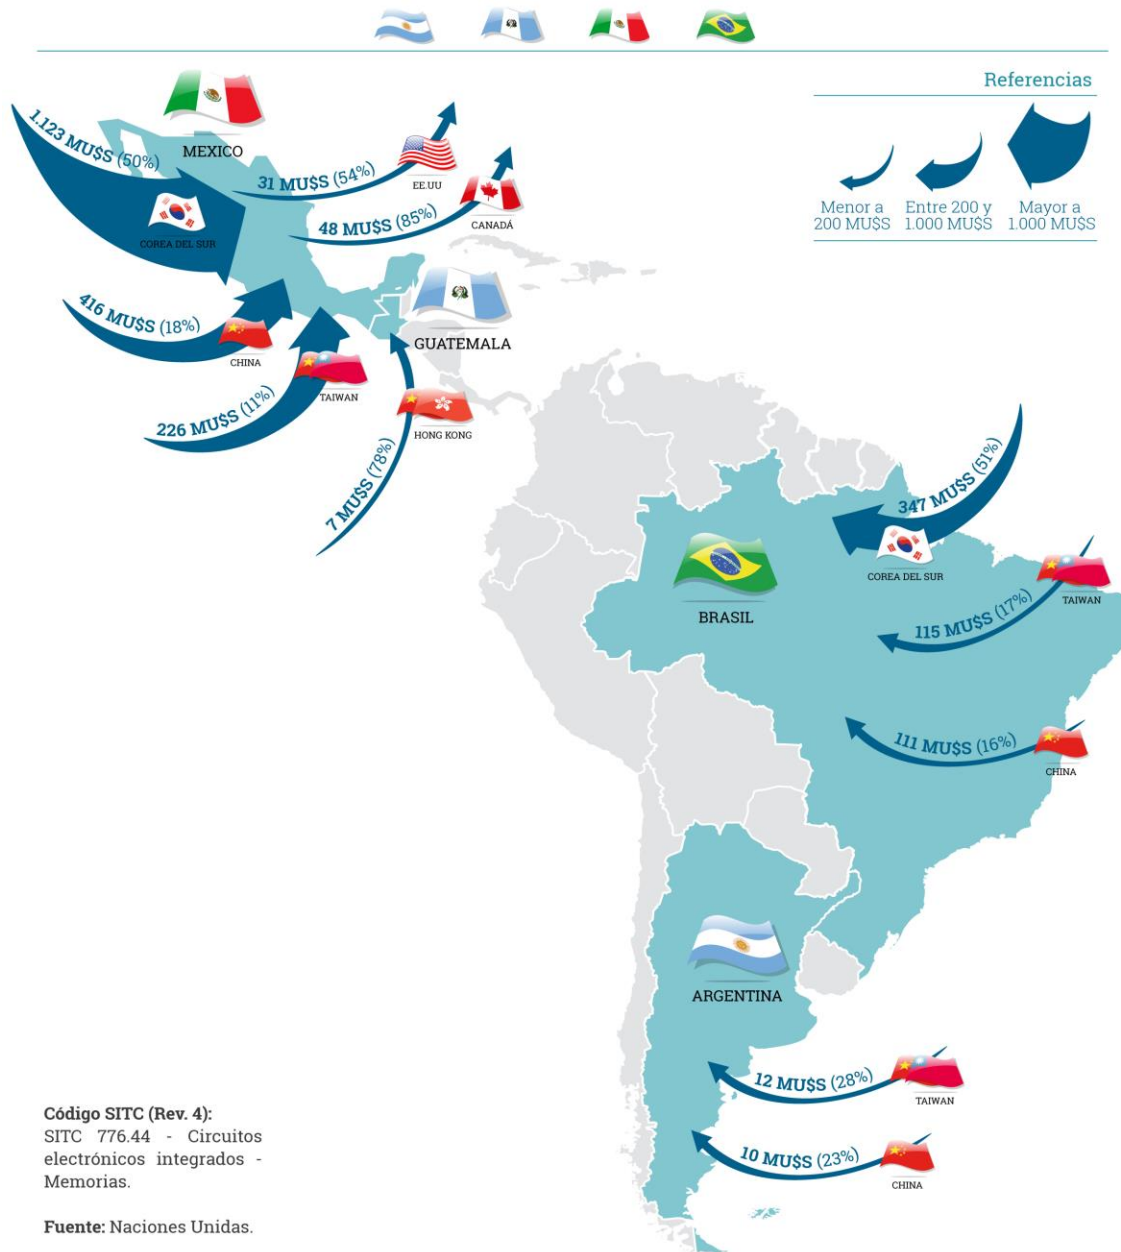 Referencias
Menor a
200 MU$S
Entre 200 y
1.000 MU$S
Mayor a
1.000 MU$S
MEXICO
1.123 MU$S (50%)
COREA DEL SUR
31 MU$S (54%)
EE.UU
48 MU$S (85%)
CANADÁ
416 MU$S (18%)
CHINA
226 MU$S (11%)
TAIWAN
GUATEMALA
7 MU$S (78%)
HONG KONG
347 MU$S (51%)
COREA DEL SUR
BRASIL
115 MU$S (17%)
TAIWAN
111 MU$S (16%)
CHINA
ARGENTINA
12 MU$S (28%)
TAIWAN
10 MU$S (23%)
CHINA
Código SITC (Rev. 4):
SITC 776.44 - Circuitos
electrónicos integrados -
Memorias.
Fuente: Naciones Unidas.